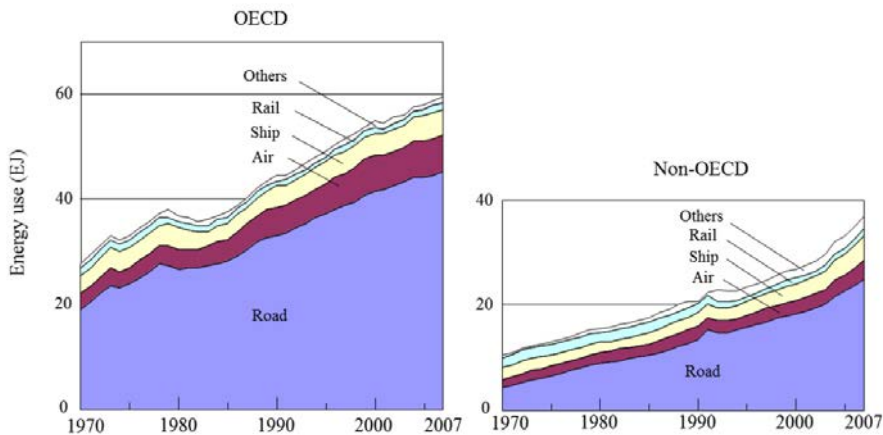 OECD
Energy use (EJ)
60
40
20
0
Others
Rail
Ship
Air
Road
1970
1980
1990
2000
2007
Non-OECD
40
20
0
Others
Rail
Ship
Air
Road
1970
1980
1990
2000
2007